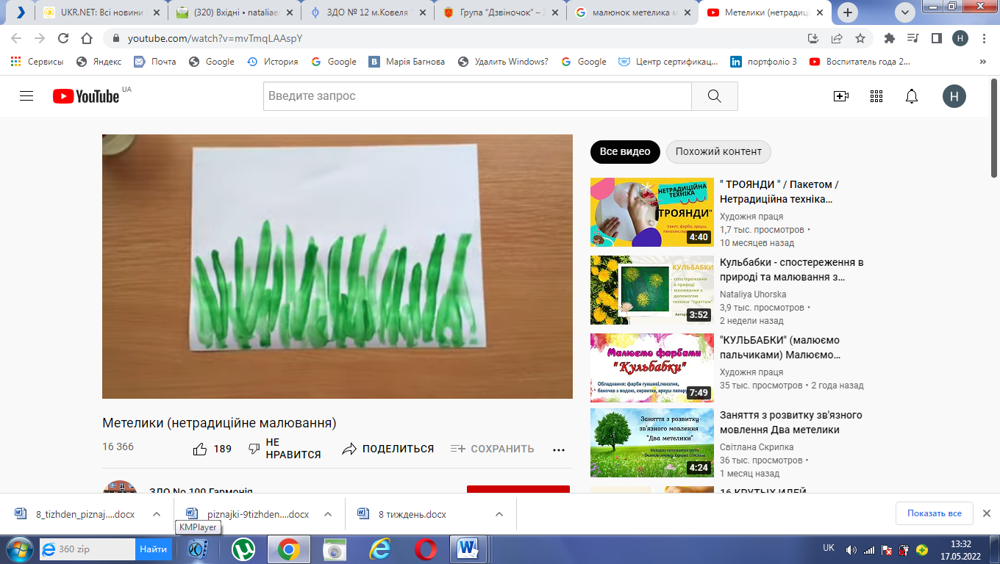 UKR.NET: Всі новини
(320) Вхідні • nataliae
ЗДО № 12 м.Ковеля
Група "Дзвіночок" –
малюнок метелика м
Метелики (нетрадиц
youtube.com/watch?v=mvTmqLAAspY
Сервисы
Яндекс
Почта
Google
История
Google
Марія Багнова
Удалить Windows?
Google
Центр сертификац...
портфоліо 3
Воспитатель года 2...
YouTube UA
Введите запрос
Н
Метелики (нетрадиційне малювання)
16 366
189
НЕ
НРАВИТСЯ
ПОДЕЛИТЬСЯ
СОХРАНИТЬ
ЗДО № 100 Гармонія
Все видео
Похожий контент
НЕТРАДИЦІЙНА
ТЕХНІКА
ТРОЯНДИ"
4:40
" ТРОЯНДИ " / Пакетом /
Нетрадиційна техніка...
Художня праця
1,7 тыс. просмотров •
10 месяцев назад
КУЛЬБАБКИ
- спостереження
в природі
- малювання з
допомогою
техніки "граттаж"
3:52
Кульбабки - спостереження в
природі та малювання з...
Nataliya Uhorska
3,9 тыс. просмотров •
2 недели назад
Малюємо фарбами
"Кульбабки"
Обладнання: фарби гуашеві,пензлик,
баночка з водою, серветка, аркуш паперу
7:49
"КУЛЬБАБКИ" (малюємо
пальчиками) Малюємо...
Художня праця
35 тыс. просмотров • 2 года назад
Заняття з розвитку
зв'язного мовлення
"Два метелики"
4:24
Заняття з розвитку зв'язного
мовлення Два метелики
Світлана Скрипка
36 тыс. просмотров •
1 месяц назад
16 КРУТЫХ ИДЕЙ
8_tizhden_piznaj....docx
piznajki-9tizhden....docx
8 тиждень.docx
Показать все
KMPlayer
360 zip
Найти
UK
13:32
17.05.2022